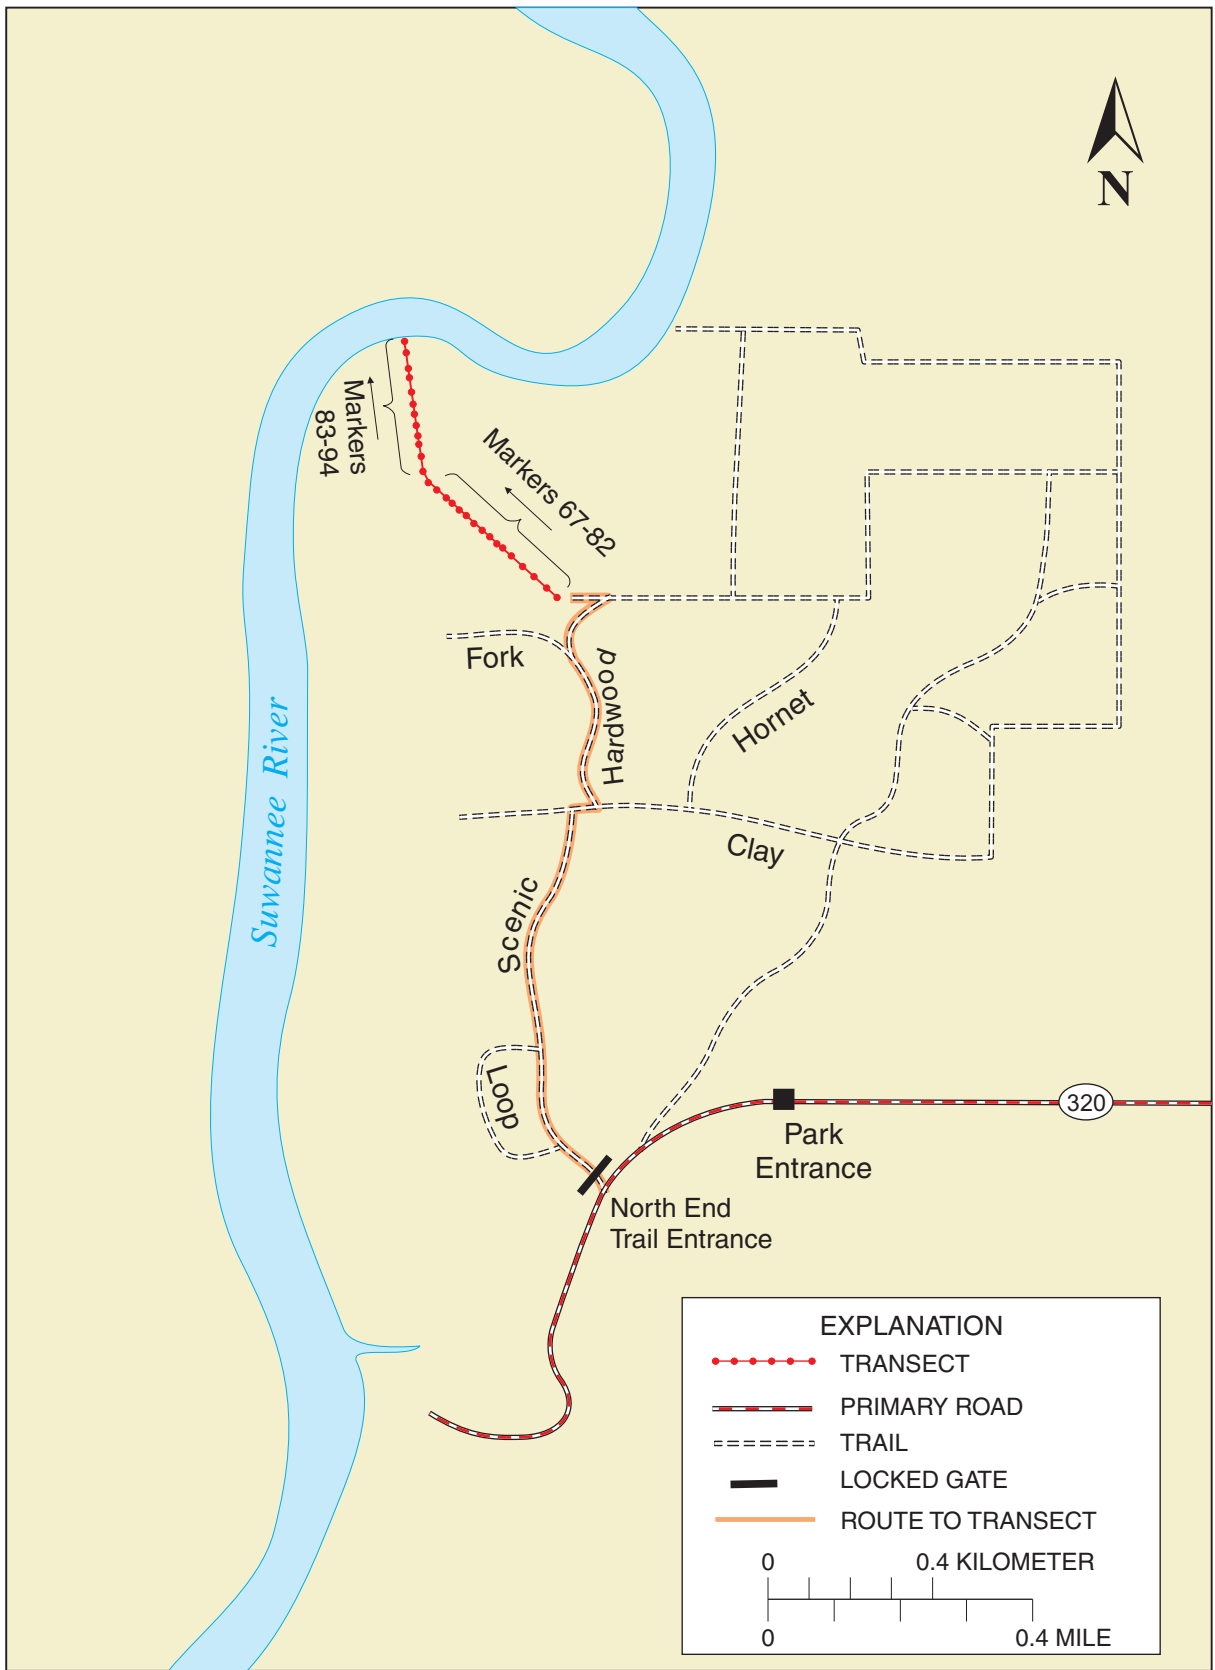 N
Markers
83-94
Markers 67-82
Fork
Hardwood
Hornet
Suwannee River
Clay
Scenic
Loop
320
Park
Entrance
North End
Trail Entrance
EXPLANATION
TRANSECT
PRIMARY ROAD
TRAIL
LOCKED GATE
ROUTE TO TRANSECT
0 0.4 KILOMETER
0 0.4 MILE